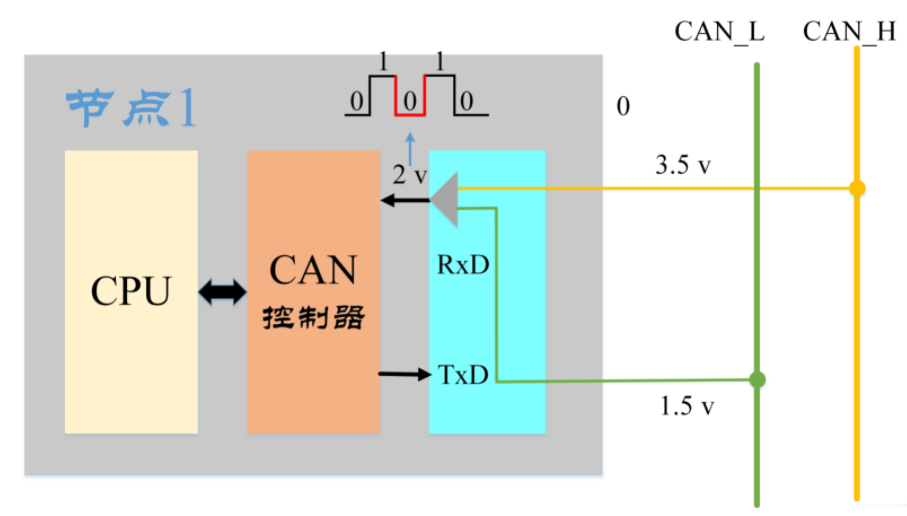 CAN_L CAN_H
1 1
0 0 0
0
节点1
2 v
3.5 v
CPU
CAN
控制器
RxD
TxD
1.5 v